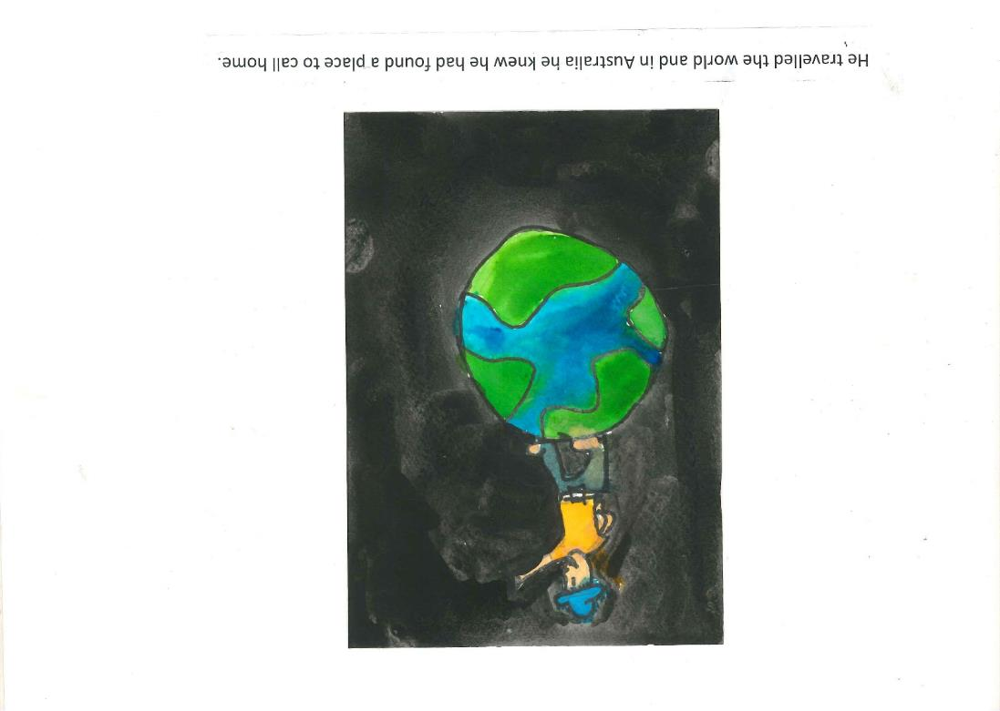 He travelled the world and in Australia he knew he had found a place to call home.